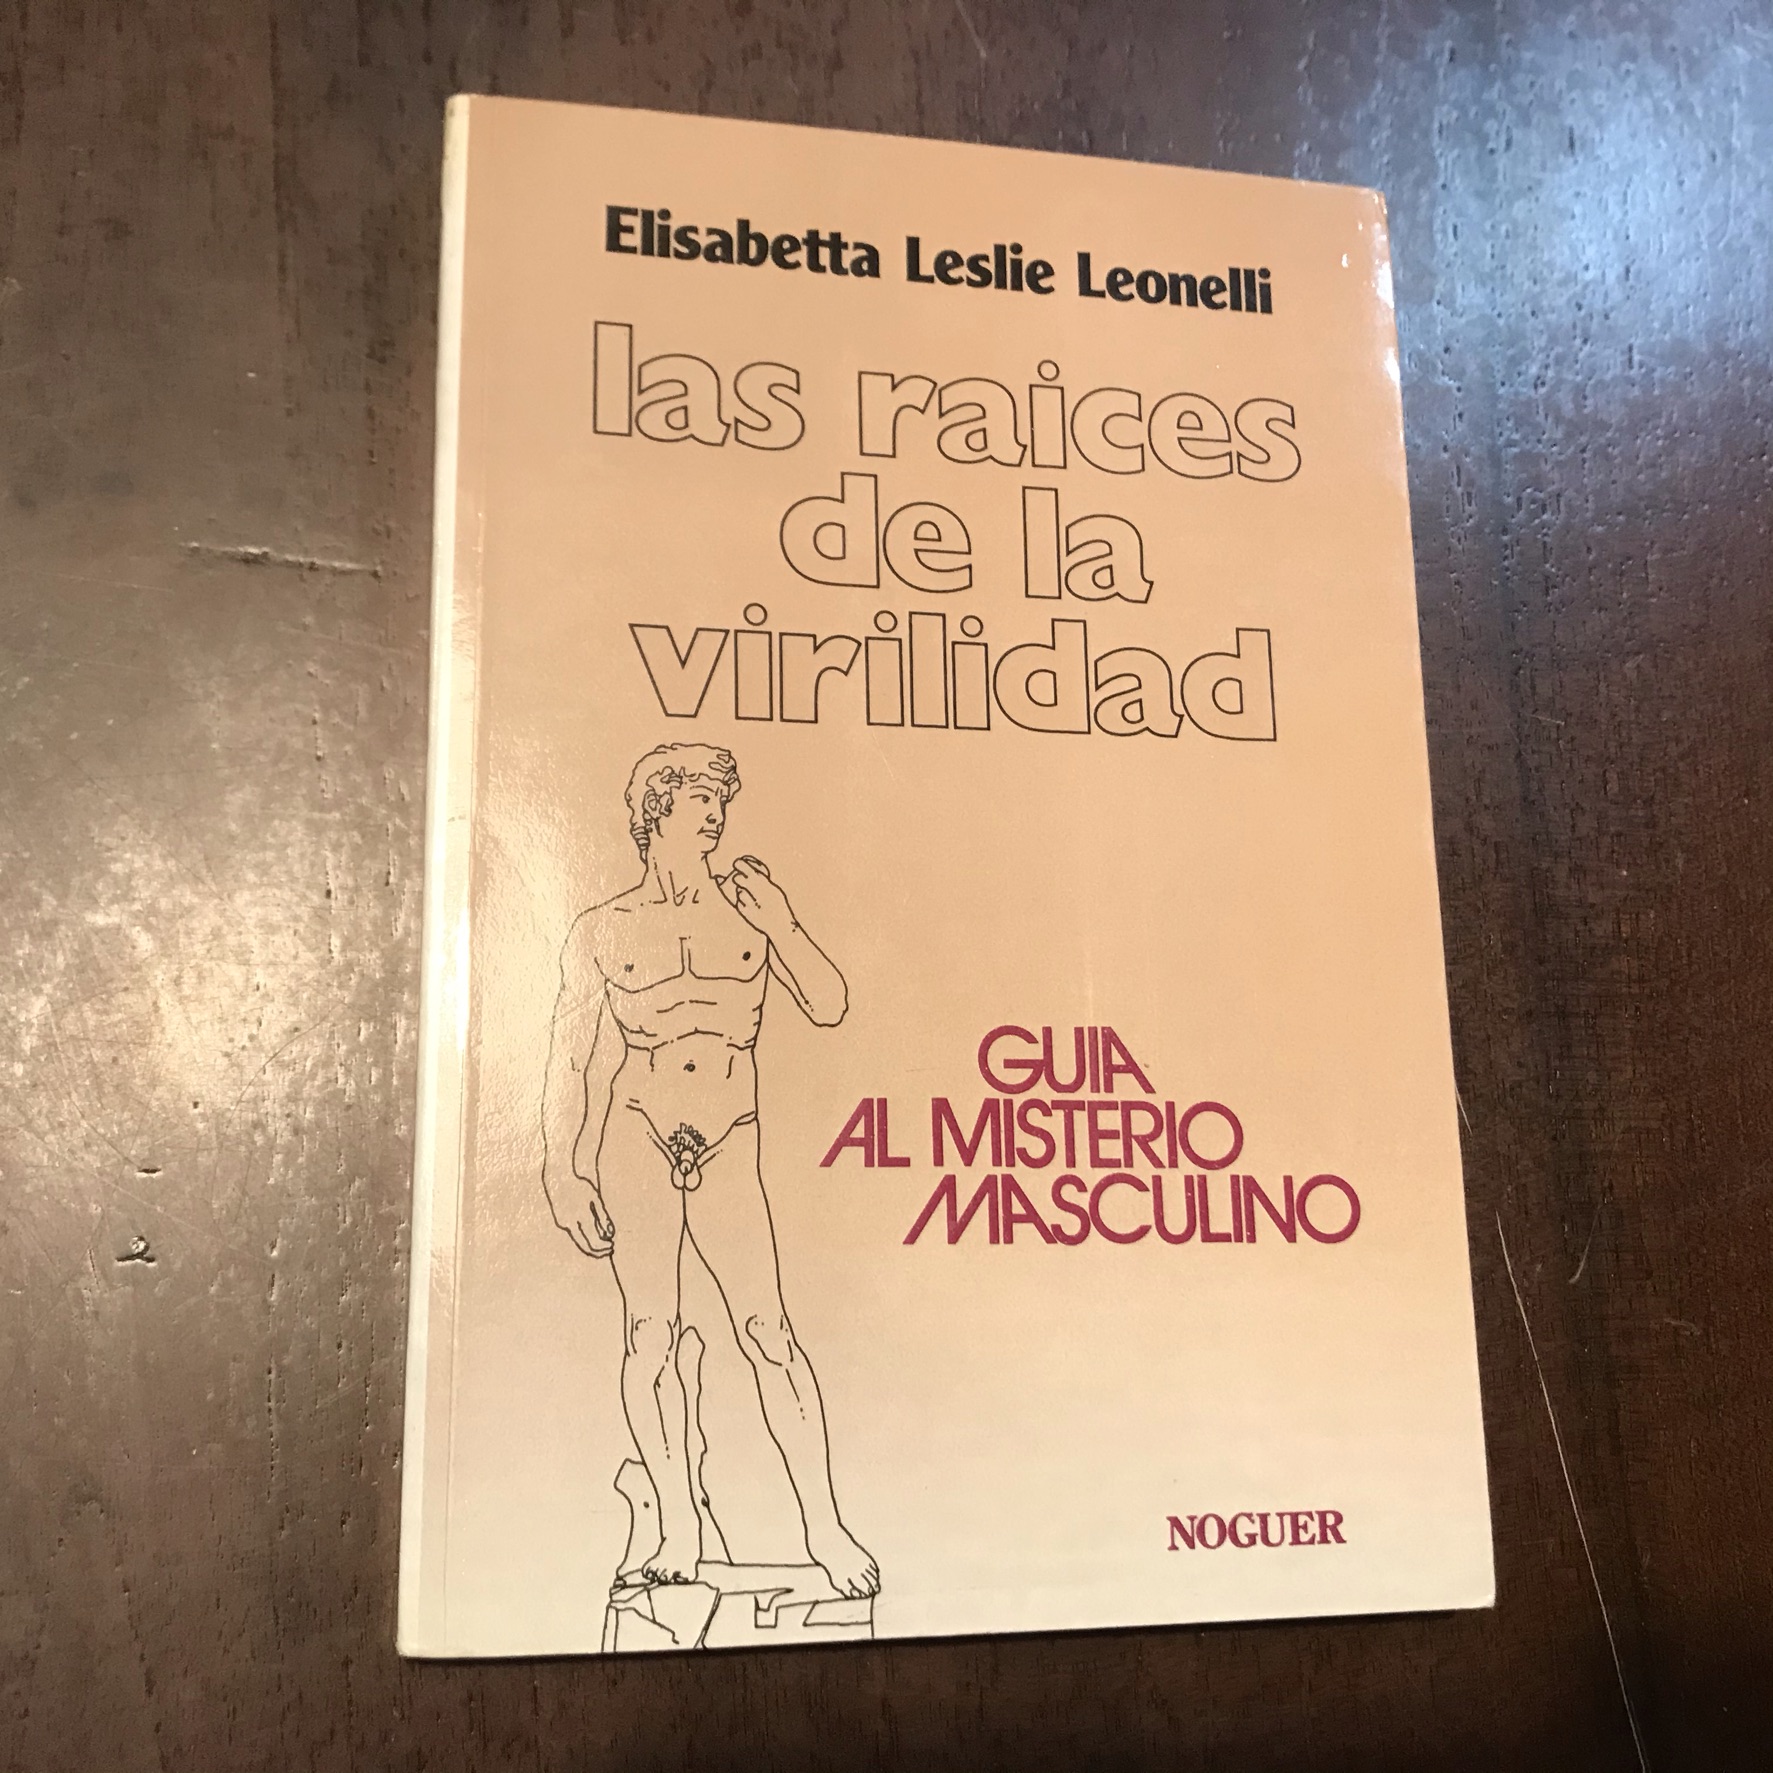 Elisabetta Leslie Leonelli
las raices
de la
virilidad
GUIA
AL MISTERIO
MASCULINO
NOGUER